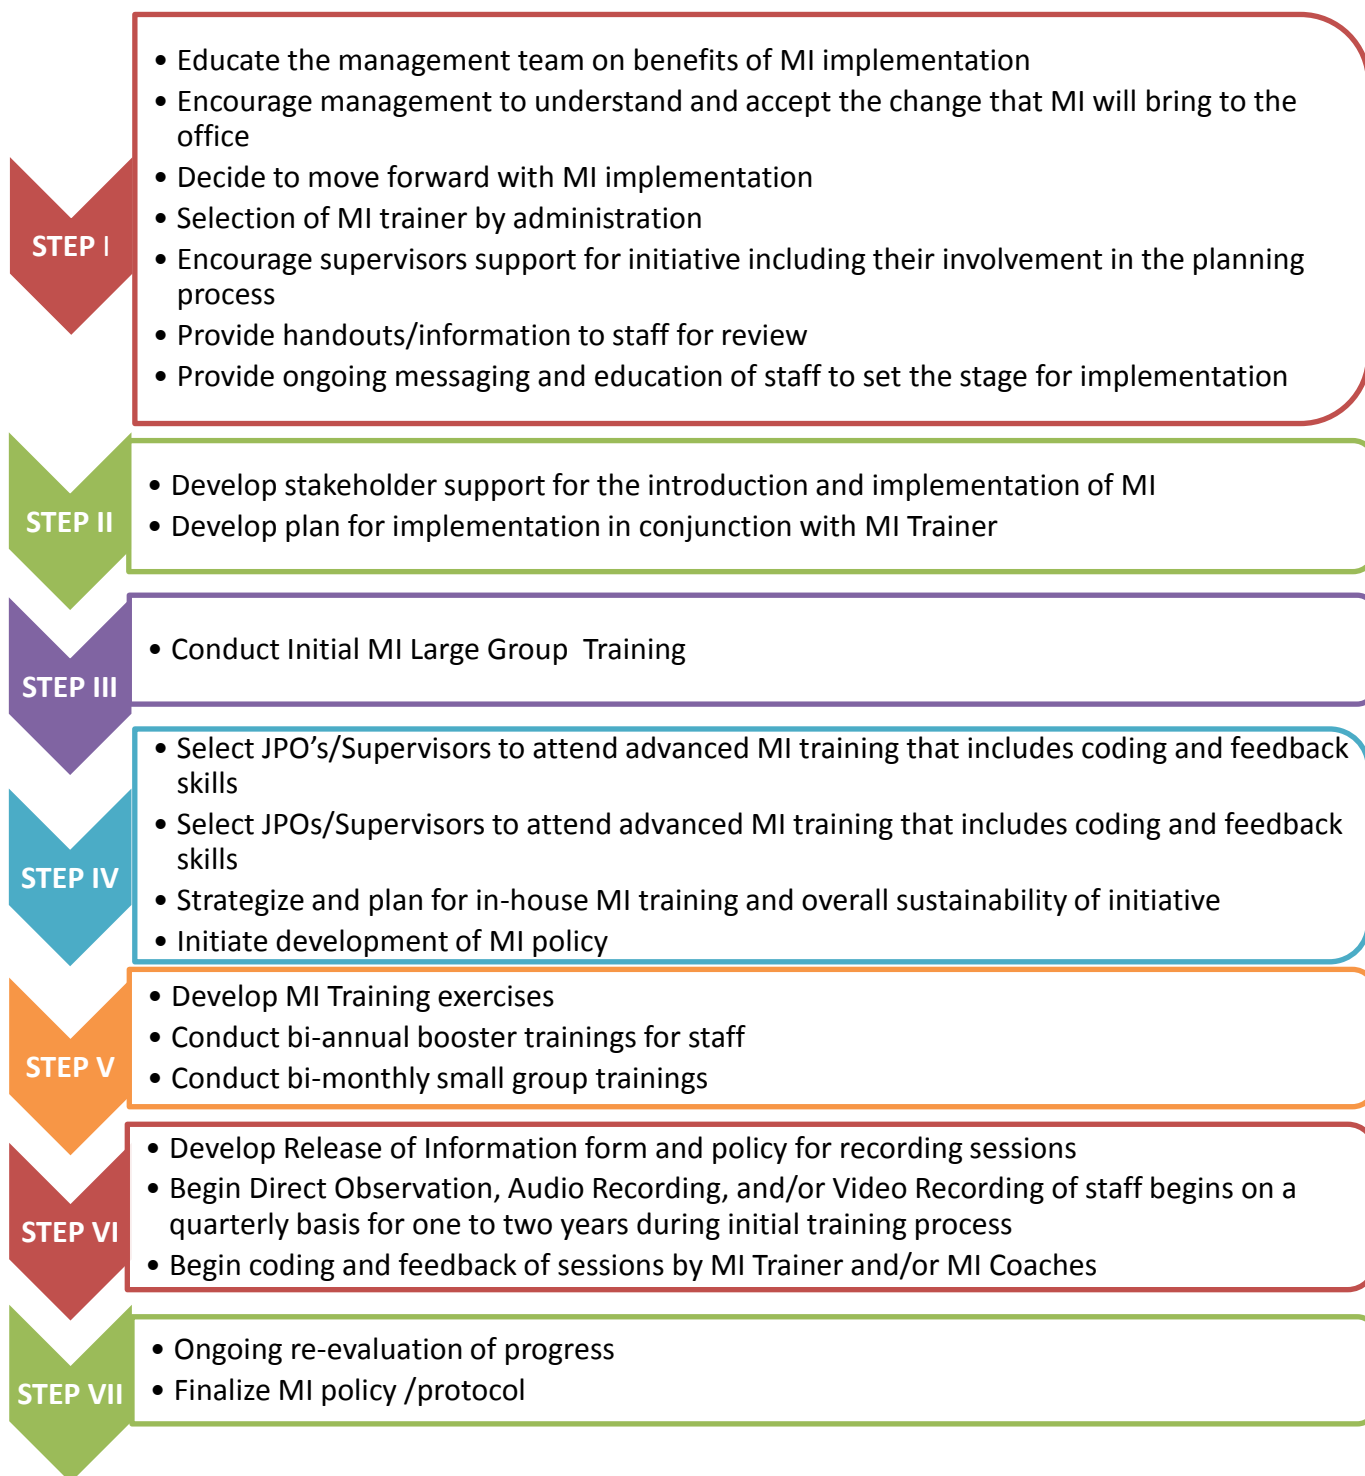 STEP I
• Educate the management team on benefits of MI implementation
• Encourage management to understand and accept the change that MI will bring to the
office
• Decide to move forward with MI implementation
• Selection of MI trainer by administration
• Encourage supervisors support for initiative including their involvement in the planning
process
• Provide handouts/information to staff for review
• Provide ongoing messaging and education of staff to set the stage for implementation
STEP II
• Develop stakeholder support for the introduction and implementation of MI
• Develop plan for implementation in conjunction with MI Trainer
STEP III
• Conduct Initial MI Large Group  Training
STEP IV
• Select JPO’s/Supervisors to attend advanced MI training that includes coding and feedback
skills
• Select JPOs/Supervisors to attend advanced MI training that includes coding and feedback
skills
• Strategize and plan for in-house MI training and overall sustainability of initiative
• Initiate development of MI policy
STEP V
• Develop MI Training exercises
• Conduct bi-annual booster trainings for staff
• Conduct bi-monthly small group trainings
STEP VI
• Develop Release of Information form and policy for recording sessions
• Begin Direct Observation, Audio Recording, and/or Video Recording of staff begins on a
quarterly basis for one to two years during initial training process
• Begin coding and feedback of sessions by MI Trainer and/or MI Coaches
STEP VII
• Ongoing re-evaluation of progress
• Finalize MI policy /protocol